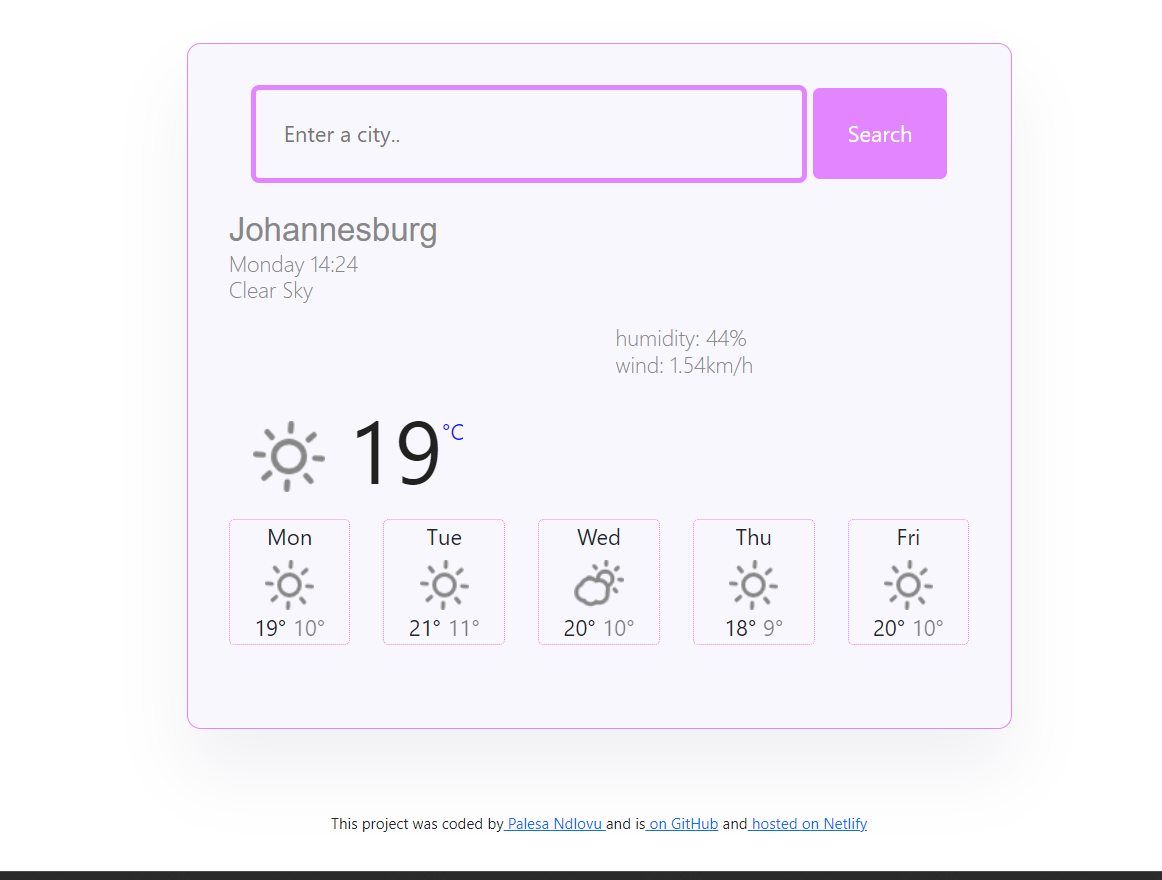 Enter a city..
Search
Johannesburg
Monday 14:24
Clear Sky
humidity: 44%
wind: 1.54km/h
19°C
Mon Tue Wed Thu Fri
19° 10° 21° 11° 20° 10° 18° 9° 20° 10°
This project was coded by Palesa Ndlovu and is on GitHub and hosted on Netlify